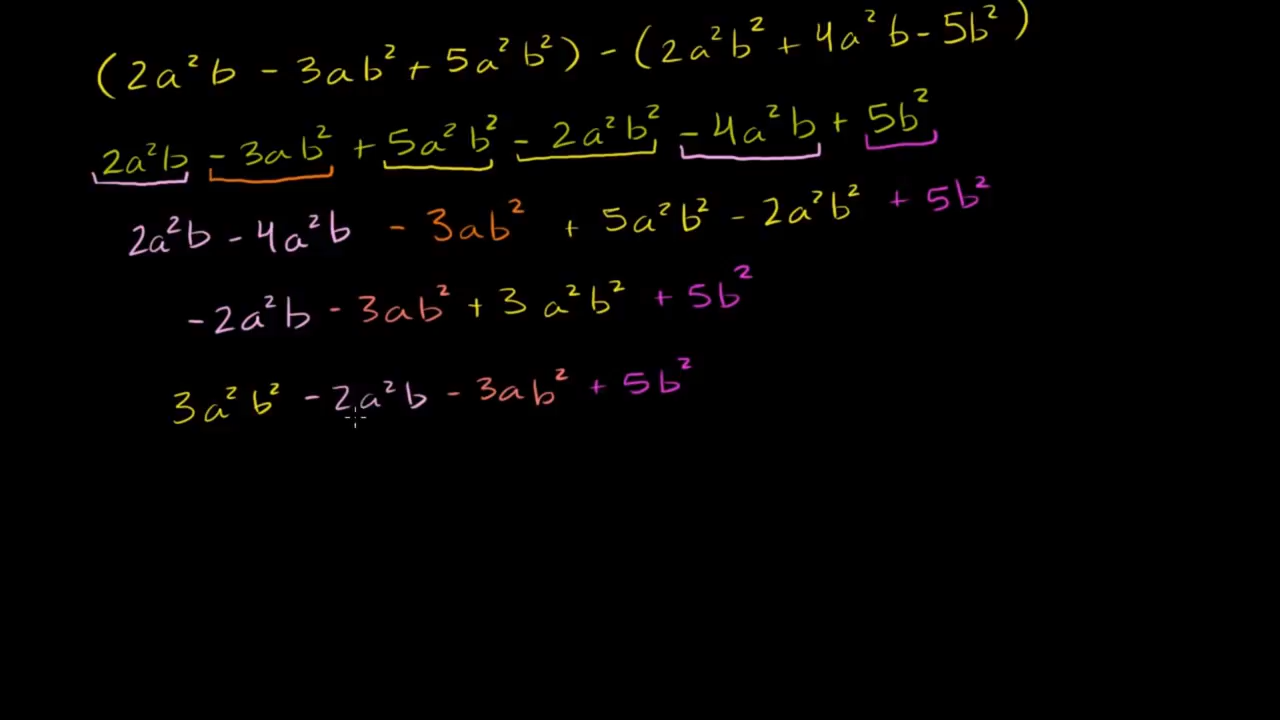 (2a²b - 3ab² + 5a²b²) - (2a²b² + 4a²b - 5b²)
2a²b - 3ab² + 5a²b² - 2a²b² - 4a²b + 5b²
2a²b - 4a²b - 3ab² + 5a²b² - 2a²b² + 5b²
-2a²b - 3ab² + 3a²b² + 5b²
3a²b² - 2a²b - 3ab² + 5b²